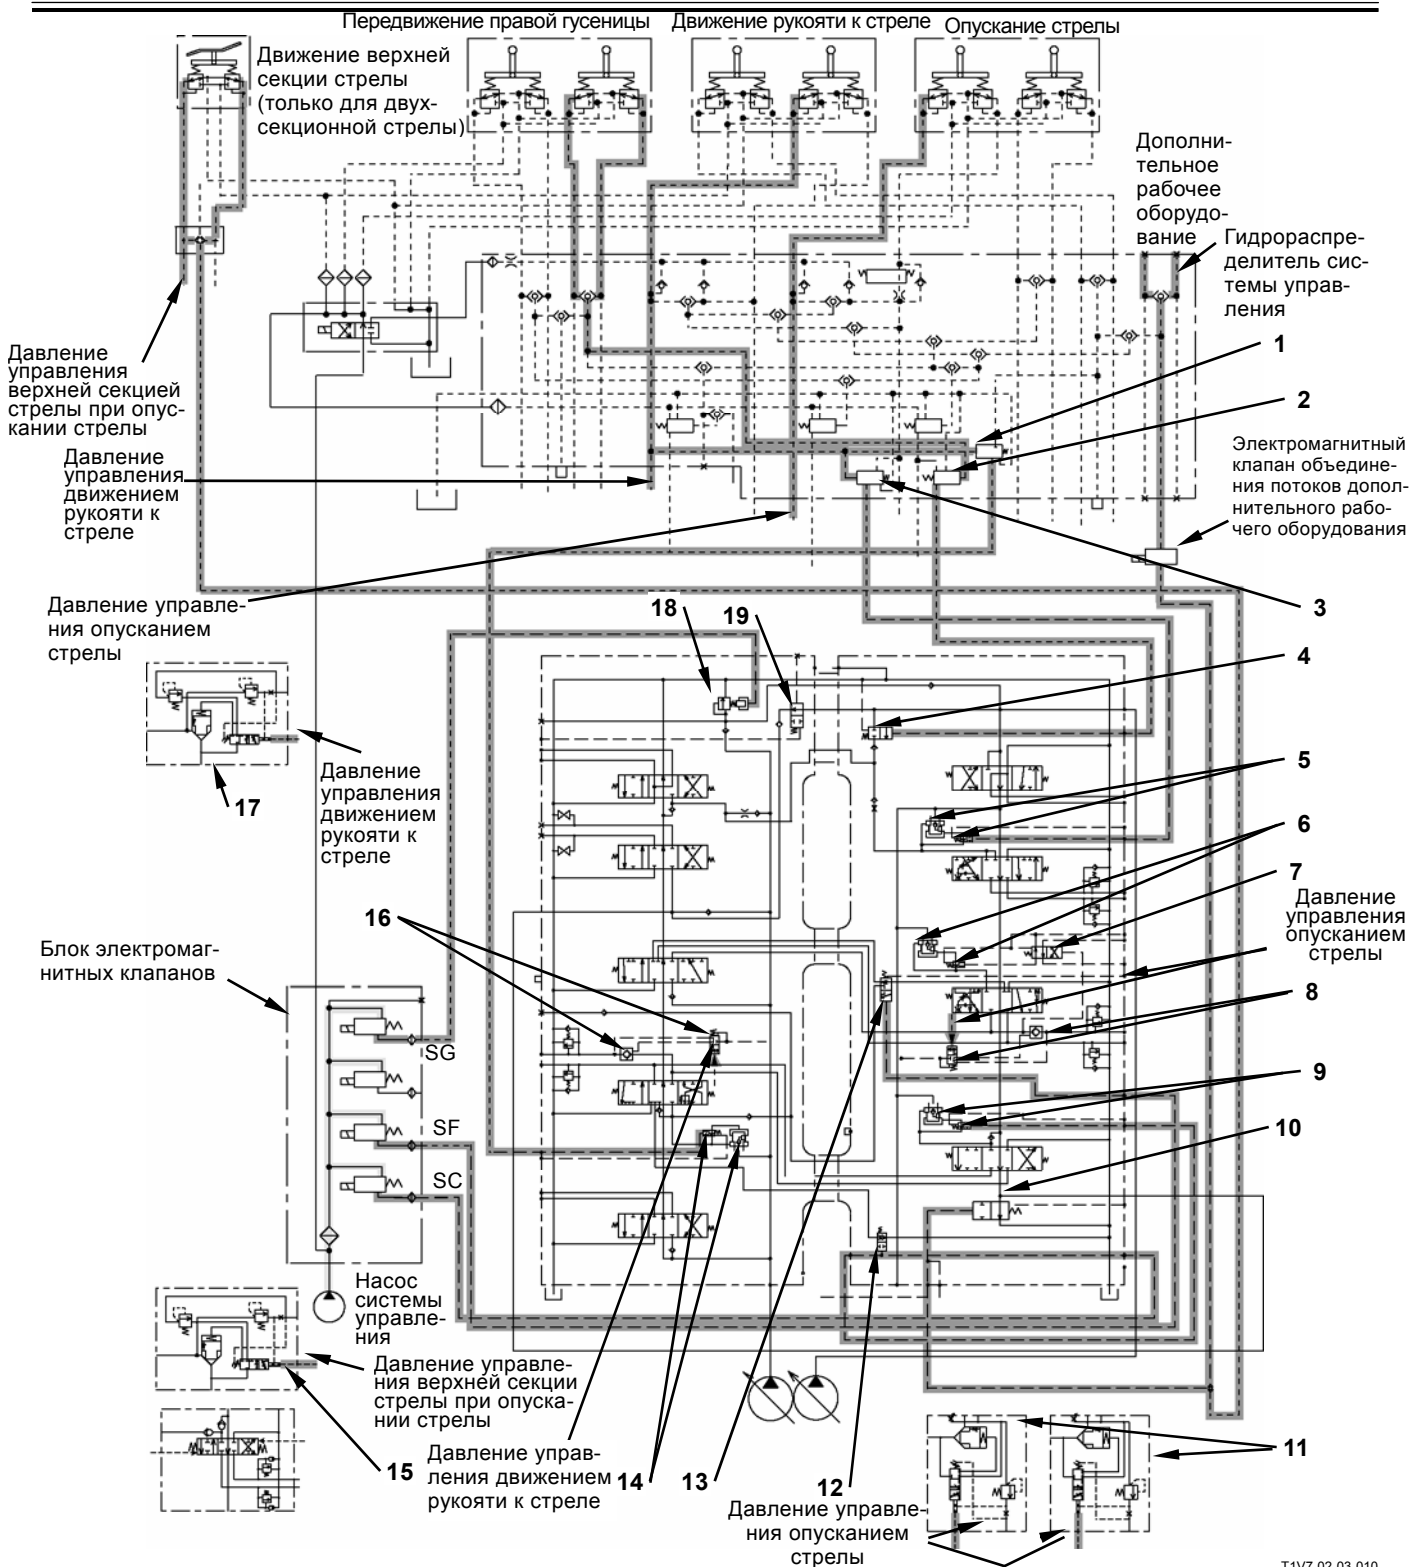 Передвижение правой гусеницы
Движение рукояти к стреле
Опускание стрелы
Движение верхней
секции стрелы
(только для двух-
секционной стрелы)
Дополни-
тельное
рабочее
оборудо-
вание
Гидрораспре-
делитель сис-
темы управ-
ления
1
2
Давление
управления
верхней секцией
стрелы при опус-
кании стрелы
Давление
управления
движением
рукояти к
стреле
Электромагнитный
клапан объедине-
ния потоков допол-
нительного рабо-
чего оборудования
Давление управле-
ния опусканием
стрелы
3
18
19
4
17
Давление
управления
движением
рукояти к
стреле
5
6
7
Давление
управления
опусканием
стрелы
16
Блок электромаг-
нитных клапанов
8
SG
9
SF
10
SC
Насос
системы
управле-
ния
Давление управле-
ния верхней секции
стрелы при опуска-
нии стрелы
15
Давление управ-
ления движением
рукояти к стреле
14
13
12
11
Давление управле-
ния опусканием
стрелы
T1V7-02-03-010